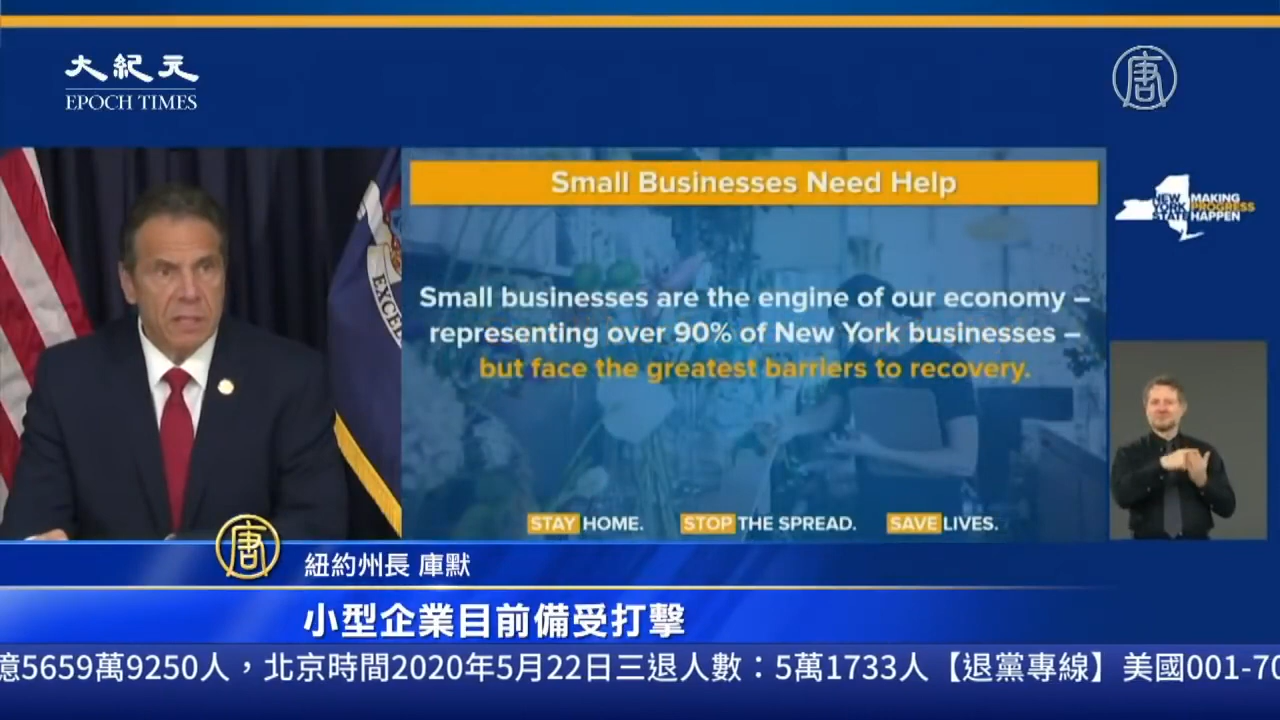 大紀元
EPOCH TIMES
唐
Small Businesses Need Help
NEW YORK STATE
MAKING PROGRESS HAPPEN
Small businesses are the engine of our economy –
representing over 90% of New York businesses –
but face the greatest barriers to recovery.
STAY HOME. STOP THE SPREAD. SAVE LIVES.
唐
紐約州長 庫默
小型企業目前備受打擊
億5659萬9250人，北京時間2020年5月22日三退人數：5萬1733人【退黨專線】美國001-70